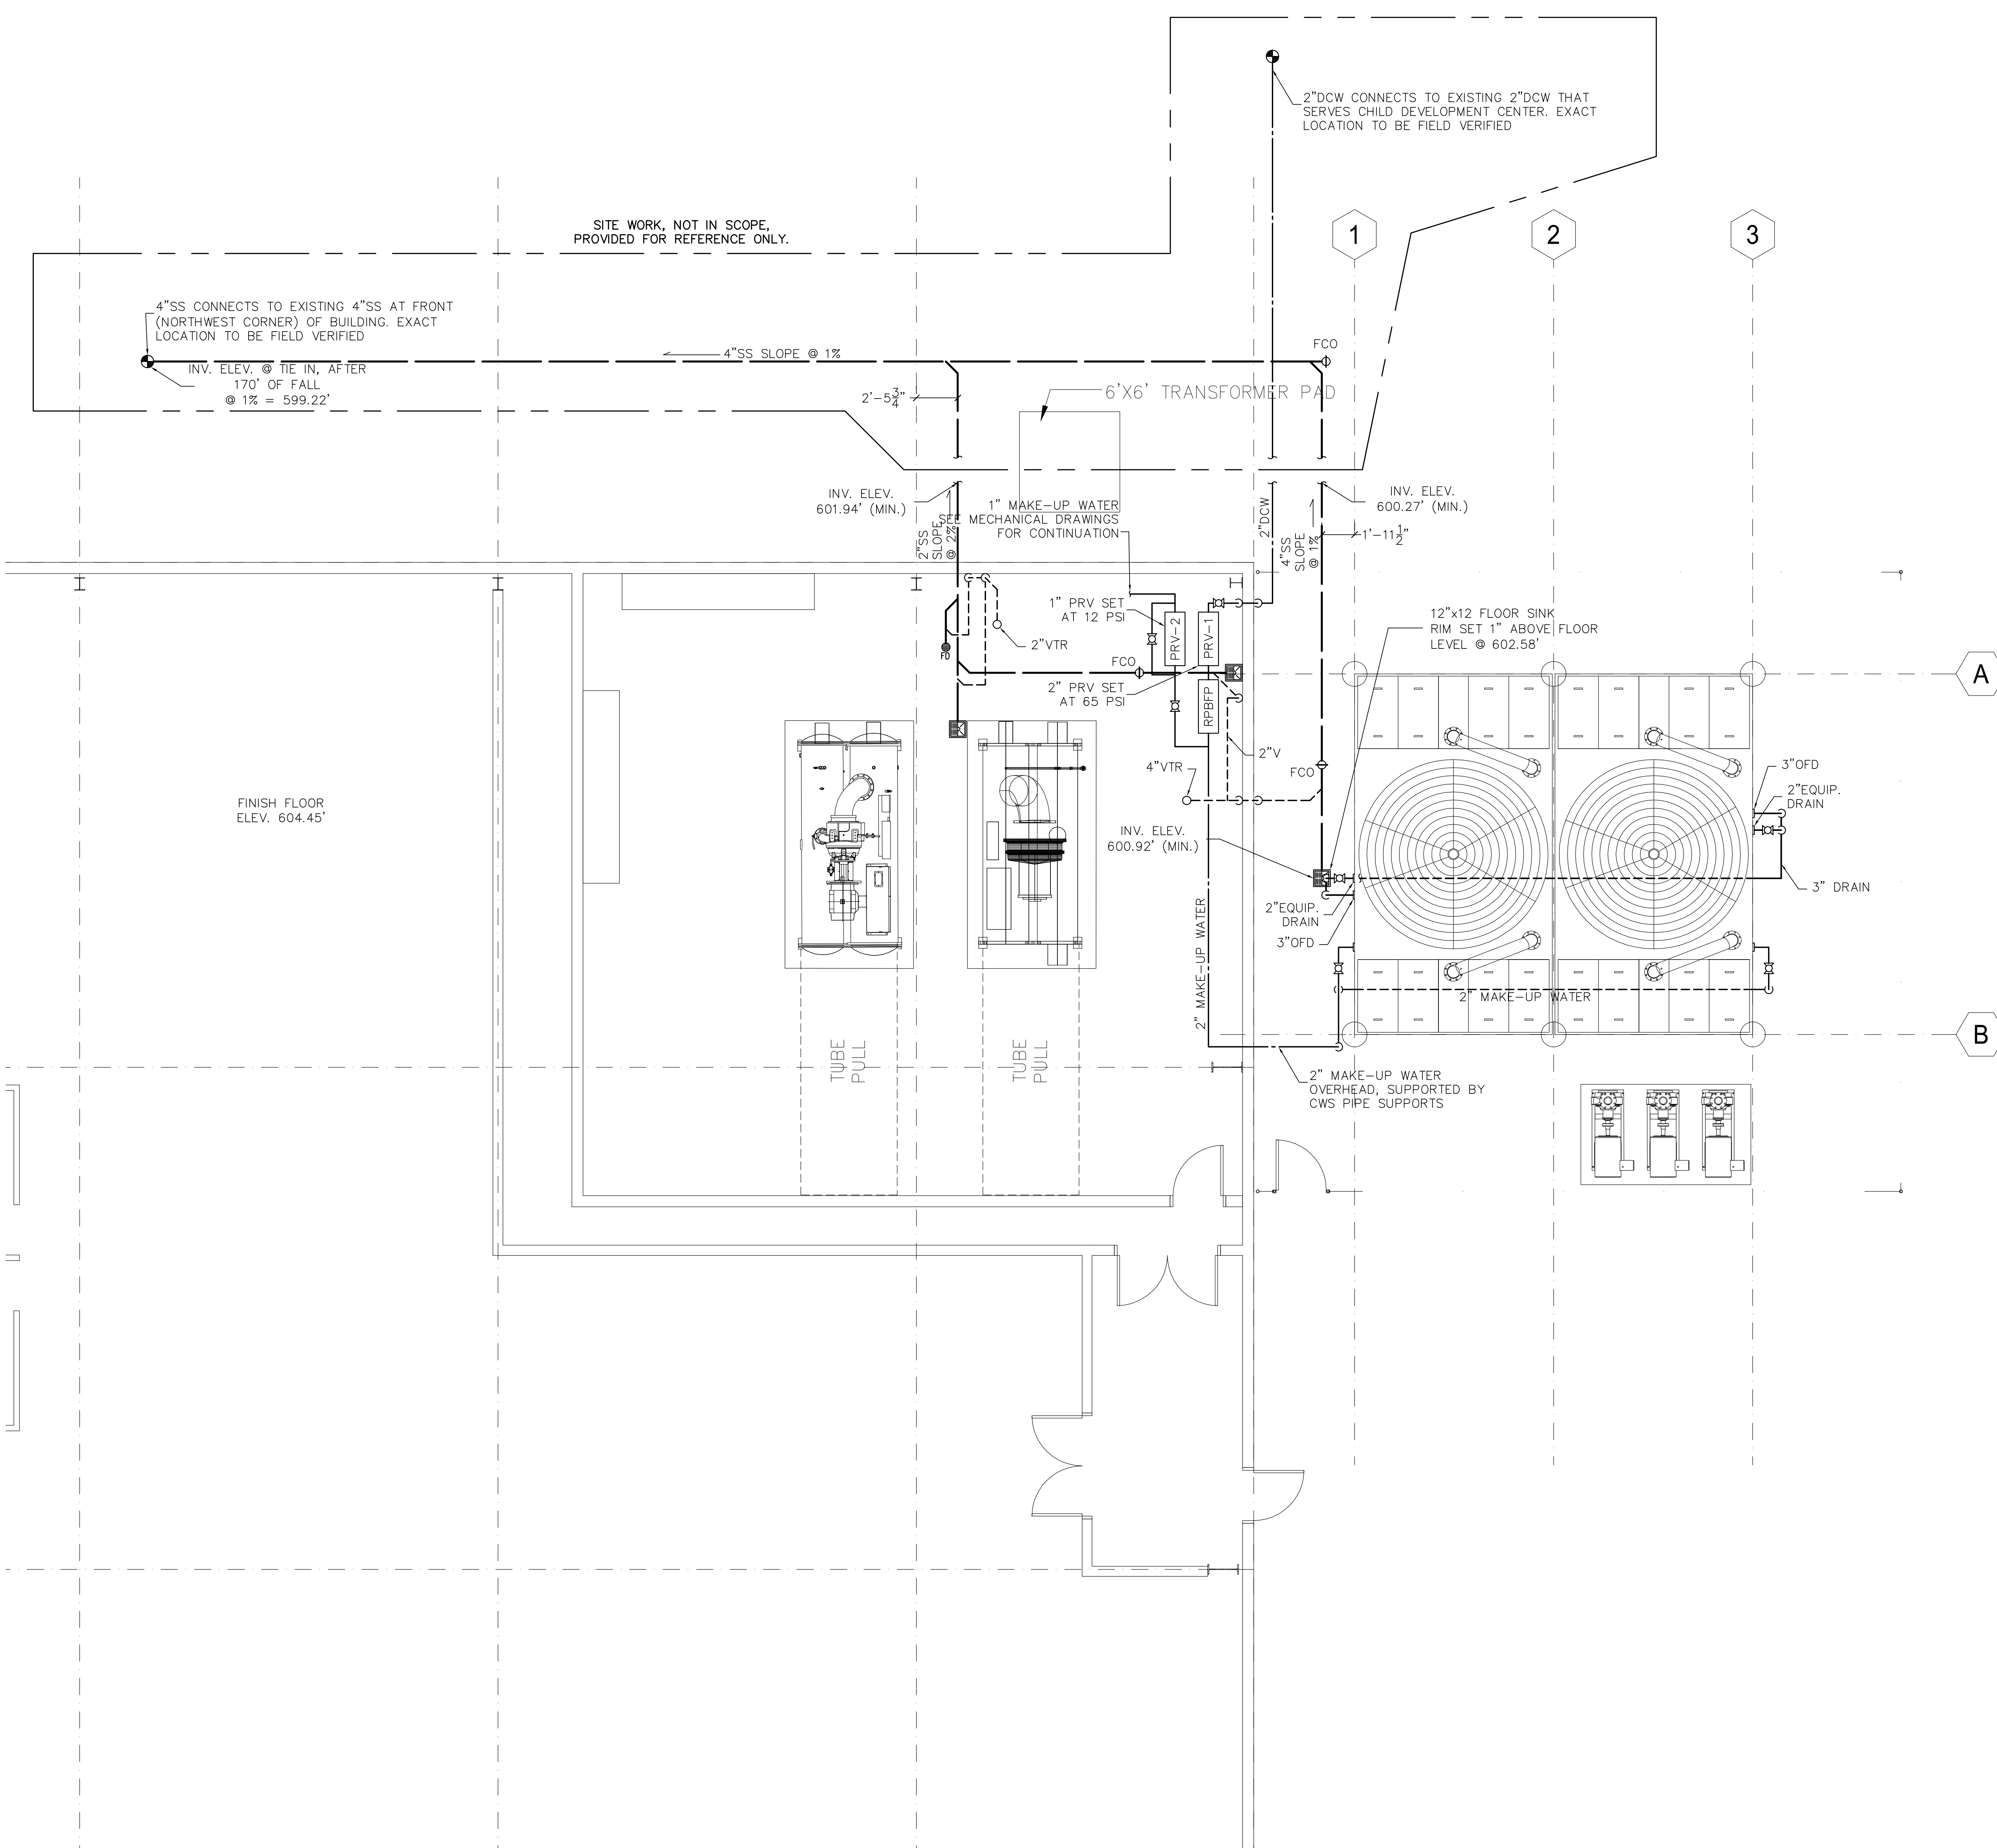 2"DCW CONNECTS TO EXISTING 2"DCW THAT
SERVES CHILD DEVELOPMENT CENTER. EXACT
LOCATION TO BE FIELD VERIFIED
SITE WORK, NOT IN SCOPE,
PROVIDED FOR REFERENCE ONLY.
1
2
3
4"SS CONNECTS TO EXISTING 4"SS AT FRONT
(NORTHWEST CORNER) OF BUILDING. EXACT
LOCATION TO BE FIELD VERIFIED
INV. ELEV. @ TIE IN, AFTER
170' OF FALL
@ 1% = 599.22'
4"SS SLOPE @ 1%
FCO
2'-5 3/4"
6'X6' TRANSFORMER PAD
INV. ELEV.
601.94' (MIN.)
2"SS
SLOPE
@ 2%
1" MAKE-UP WATER
SEE MECHANICAL DRAWINGS
FOR CONTINUATION
2"DCW
4"SS
SLOPE
@ 1%
INV. ELEV.
600.27' (MIN.)
1'-11 1/2"
1" PRV SET
AT 12 PSI
PRV-2
PRV-1
12"x12 FLOOR SINK
RIM SET 1" ABOVE FLOOR
LEVEL @ 602.58'
2"VTR
FD
FCO
2" PRV SET
AT 65 PSI
RPBFP
A
2"V
4"VTR
FCO
3"OFD
2"EQUIP.
DRAIN
FINISH FLOOR
ELEV. 604.45'
INV. ELEV.
600.92' (MIN.)
3" DRAIN
2"EQUIP.
DRAIN
3"OFD
2" MAKE-UP WATER
2" MAKE-UP WATER
B
TUBE
PULL
TUBE
PULL
2" MAKE-UP WATER
OVERHEAD, SUPPORTED BY
CWS PIPE SUPPORTS